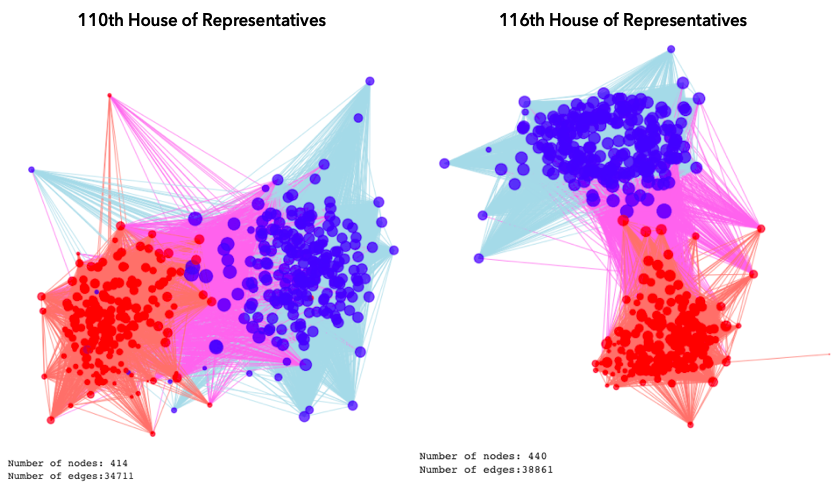 110th House of Representatives
116th House of Representatives
Number of nodes: 414
Number of edges:34711
Number of nodes: 440
Number of edges:38861